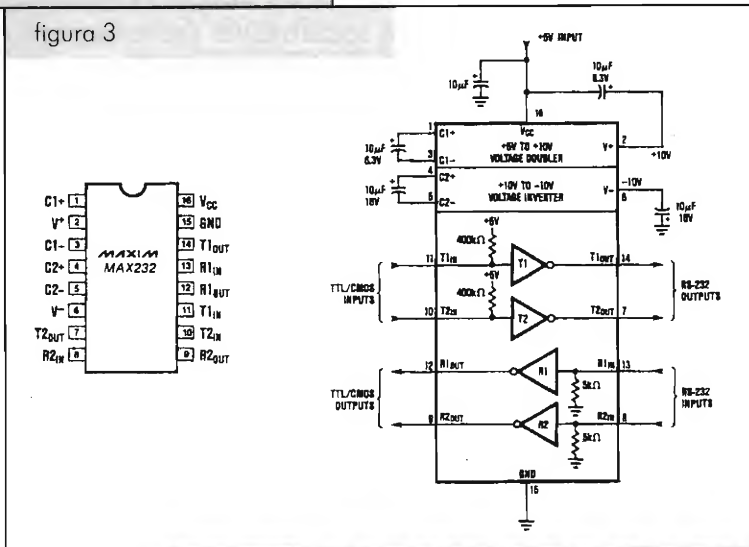 figura 3
C1+ 1
V+ 2
C1- 3
C2+ 4
C2- 5
V- 6
T2OUT 7
R2IN 8
MAXIM
MAX232
16 VCC
15 GND
14 T1OUT
13 R1IN
12 R1OUT
11 T1IN
10 T2IN
9 R2OUT
+5V INPUT
10µF
10µF
6.3V
16
VCC
1 C1+
10µF
6.3V
3 C1-
+5V TO +10V
VOLTAGE DOUBLER
V+ 2
+10V
4 C2+
10µF
16V
5 C2-
+10V TO -10V
VOLTAGE INVERTER
V- 6
-10V
10µF
16V
+5V
400kΩ
11 T1IN
T1
T1OUT 14
+5V
400kΩ
10 T2IN
T2
T2OUT 7
TTL/CMOS
INPUTS
RS-232
OUTPUTS
12 R1OUT
R1
R1IN 13
5kΩ
9 R2OUT
R2
R2IN 8
5kΩ
TTL/CMOS
OUTPUTS
RS-232
INPUTS
GND
15